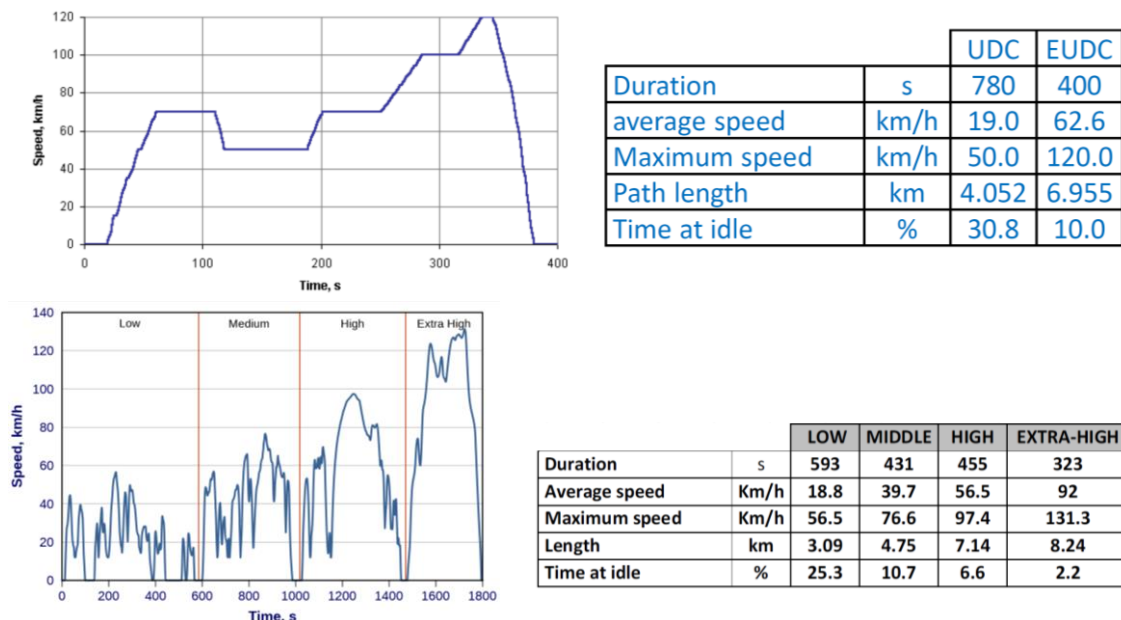 120
100
80
60
40
20
0
Speed, km/h
0 100 200 300 400
Time, s
UDC EUDC
Duration s 780 400
average speed km/h 19.0 62.6
Maximum speed km/h 50.0 120.0
Path length km 4.052 6.955
Time at idle % 30.8 10.0
140
120
100
80
60
40
20
0
Speed, km/h
Low Medium High Extra High
0 200 400 600 800 1000 1200 1400 1600 1800
Time, s
LOW MIDDLE HIGH EXTRA-HIGH
Duration s 593 431 455 323
Average speed Km/h 18.8 39.7 56.5 92
Maximum speed Km/h 56.5 76.6 97.4 131.3
Length km 3.09 4.75 7.14 8.24
Time at idle % 25.3 10.7 6.6 2.2